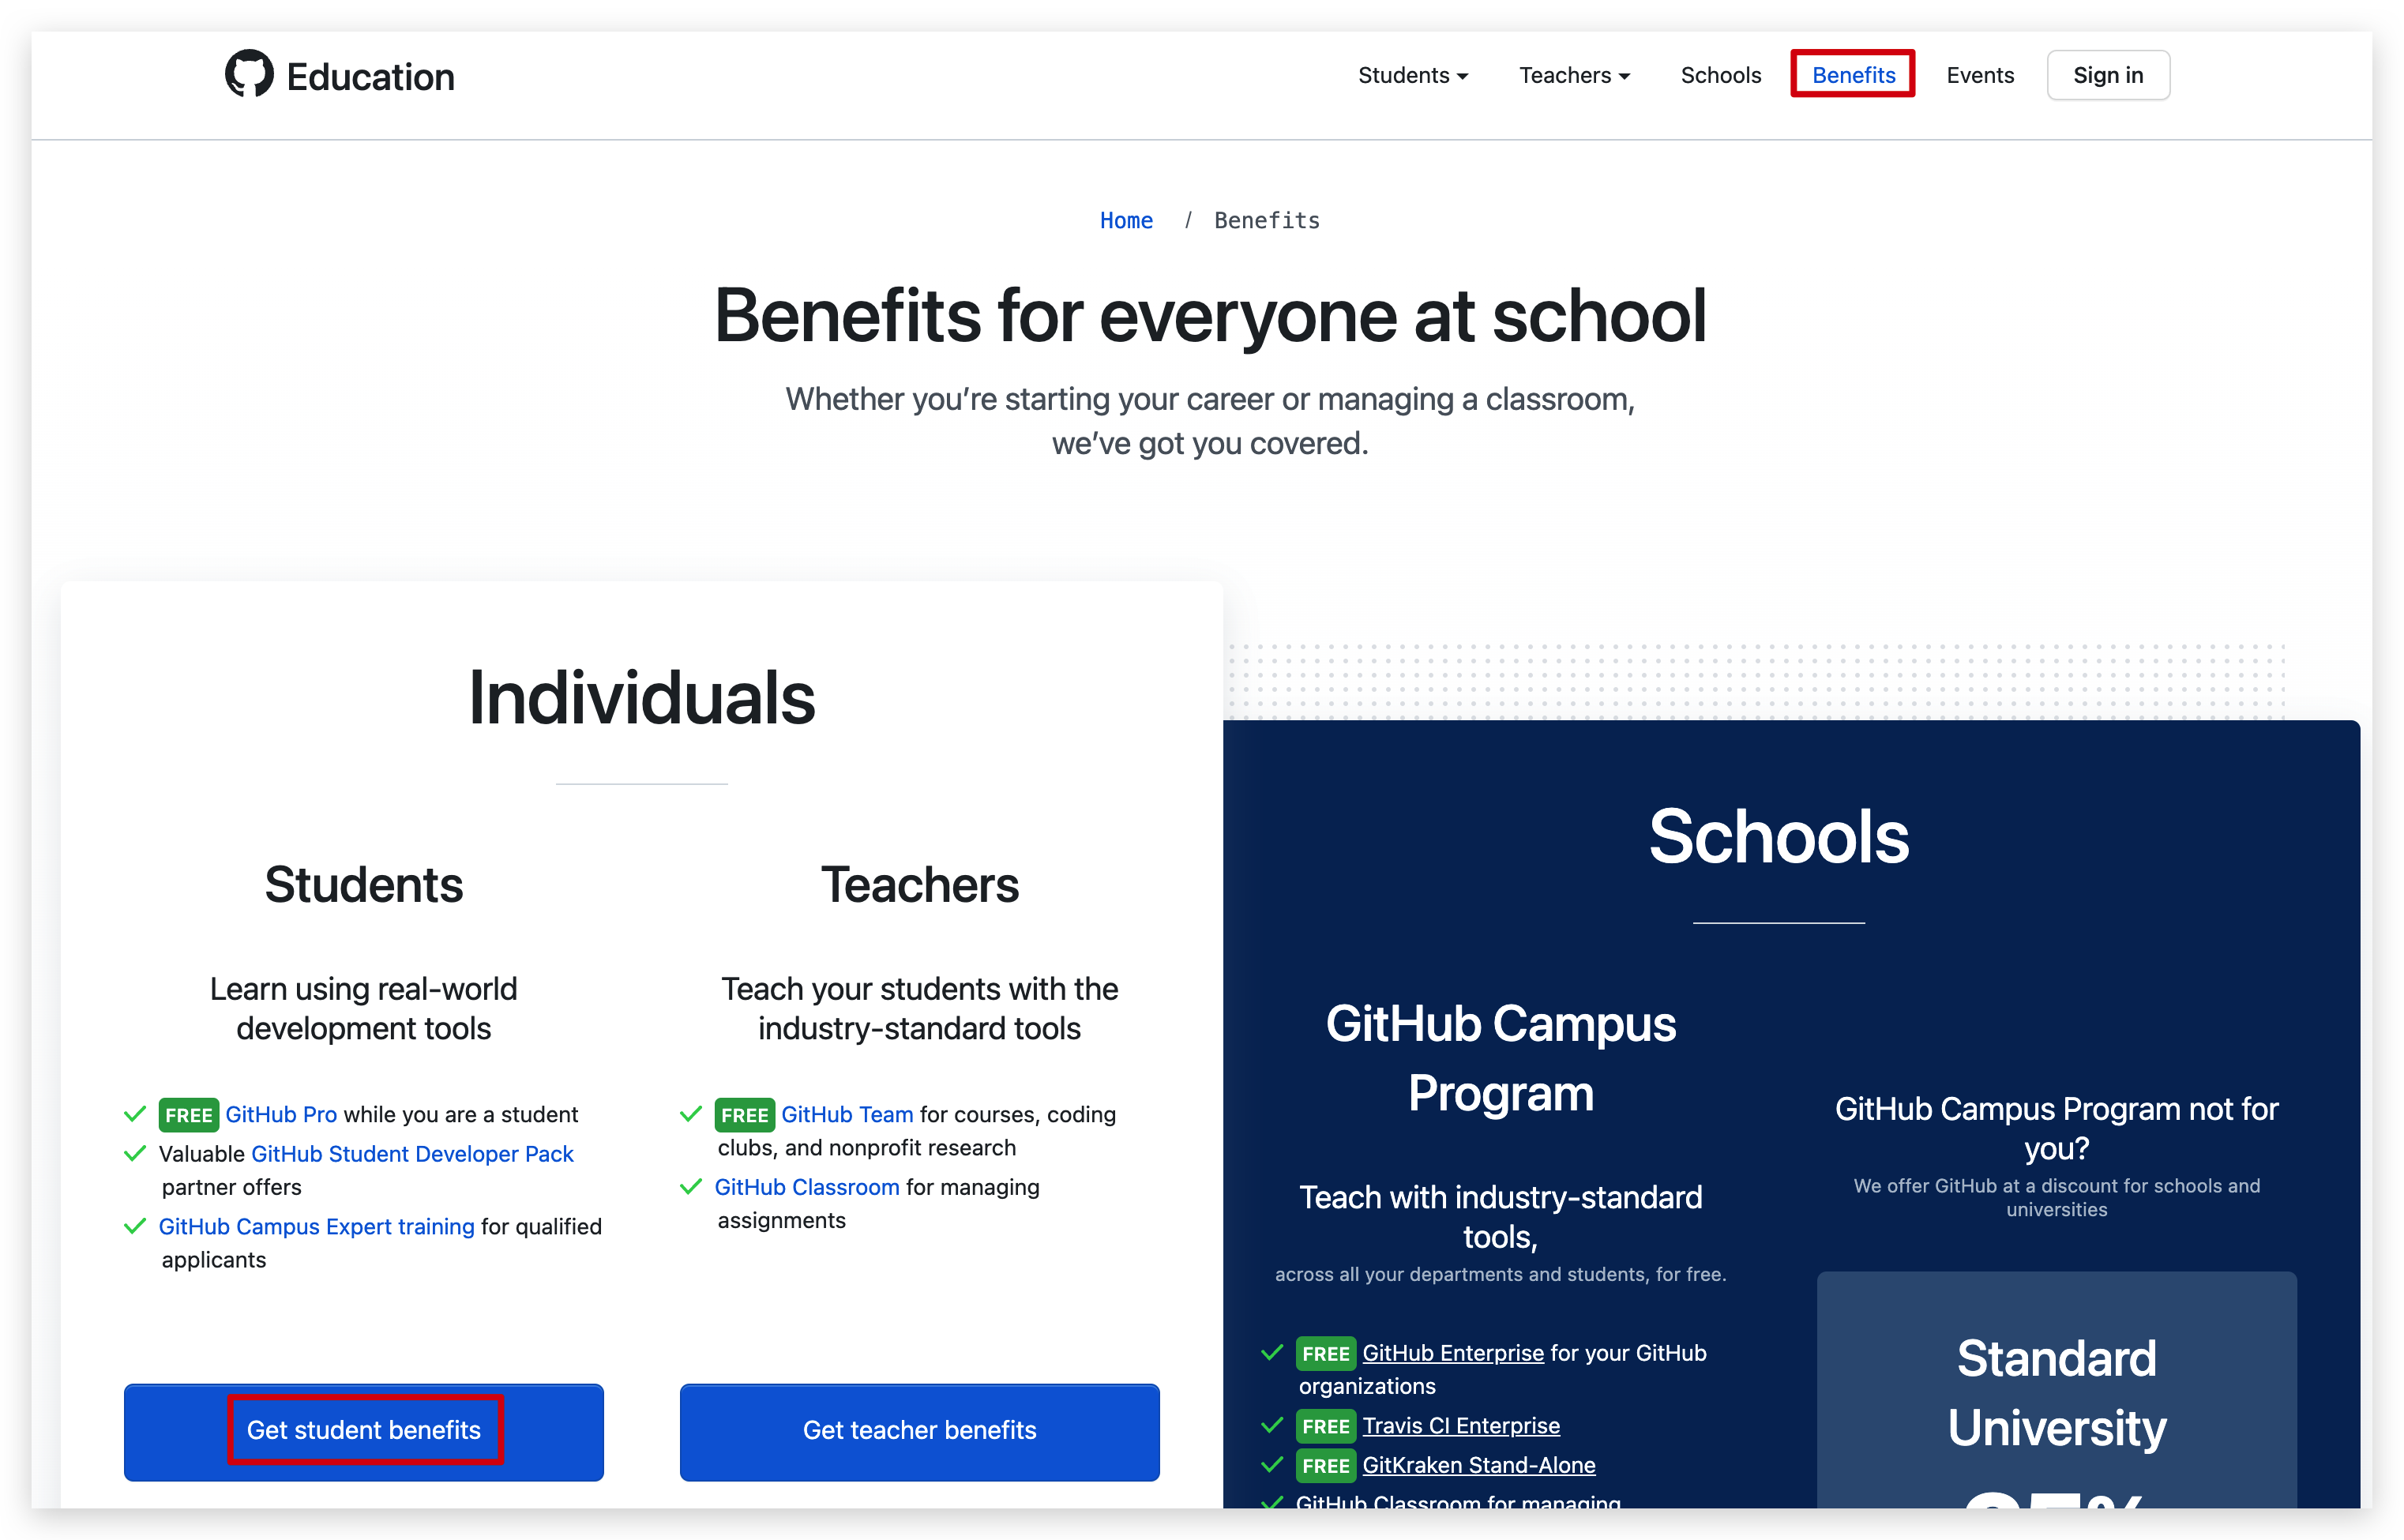 Education
Students
Teachers
Schools
Benefits
Events
Sign in
Home / Benefits
Benefits for everyone at school
Whether you’re starting your career or managing a classroom,
we’ve got you covered.
Individuals
Students
Learn using real-world
development tools
FREE GitHub Pro while you are a student
Valuable GitHub Student Developer Pack
partner offers
GitHub Campus Expert training for qualified
applicants
Get student benefits
Teachers
Teach your students with the
industry-standard tools
FREE GitHub Team for courses, coding
clubs, and nonprofit research
GitHub Classroom for managing
assignments
Get teacher benefits
Schools
GitHub Campus
Program
Teach with industry-standard
tools,
across all your departments and students, for free.
FREE GitHub Enterprise for your GitHub
organizations
FREE Travis CI Enterprise
FREE GitKraken Stand-Alone
GitHub Classroom for managing
GitHub Campus Program not for
you?
We offer GitHub at a discount for schools and
universities
Standard
University